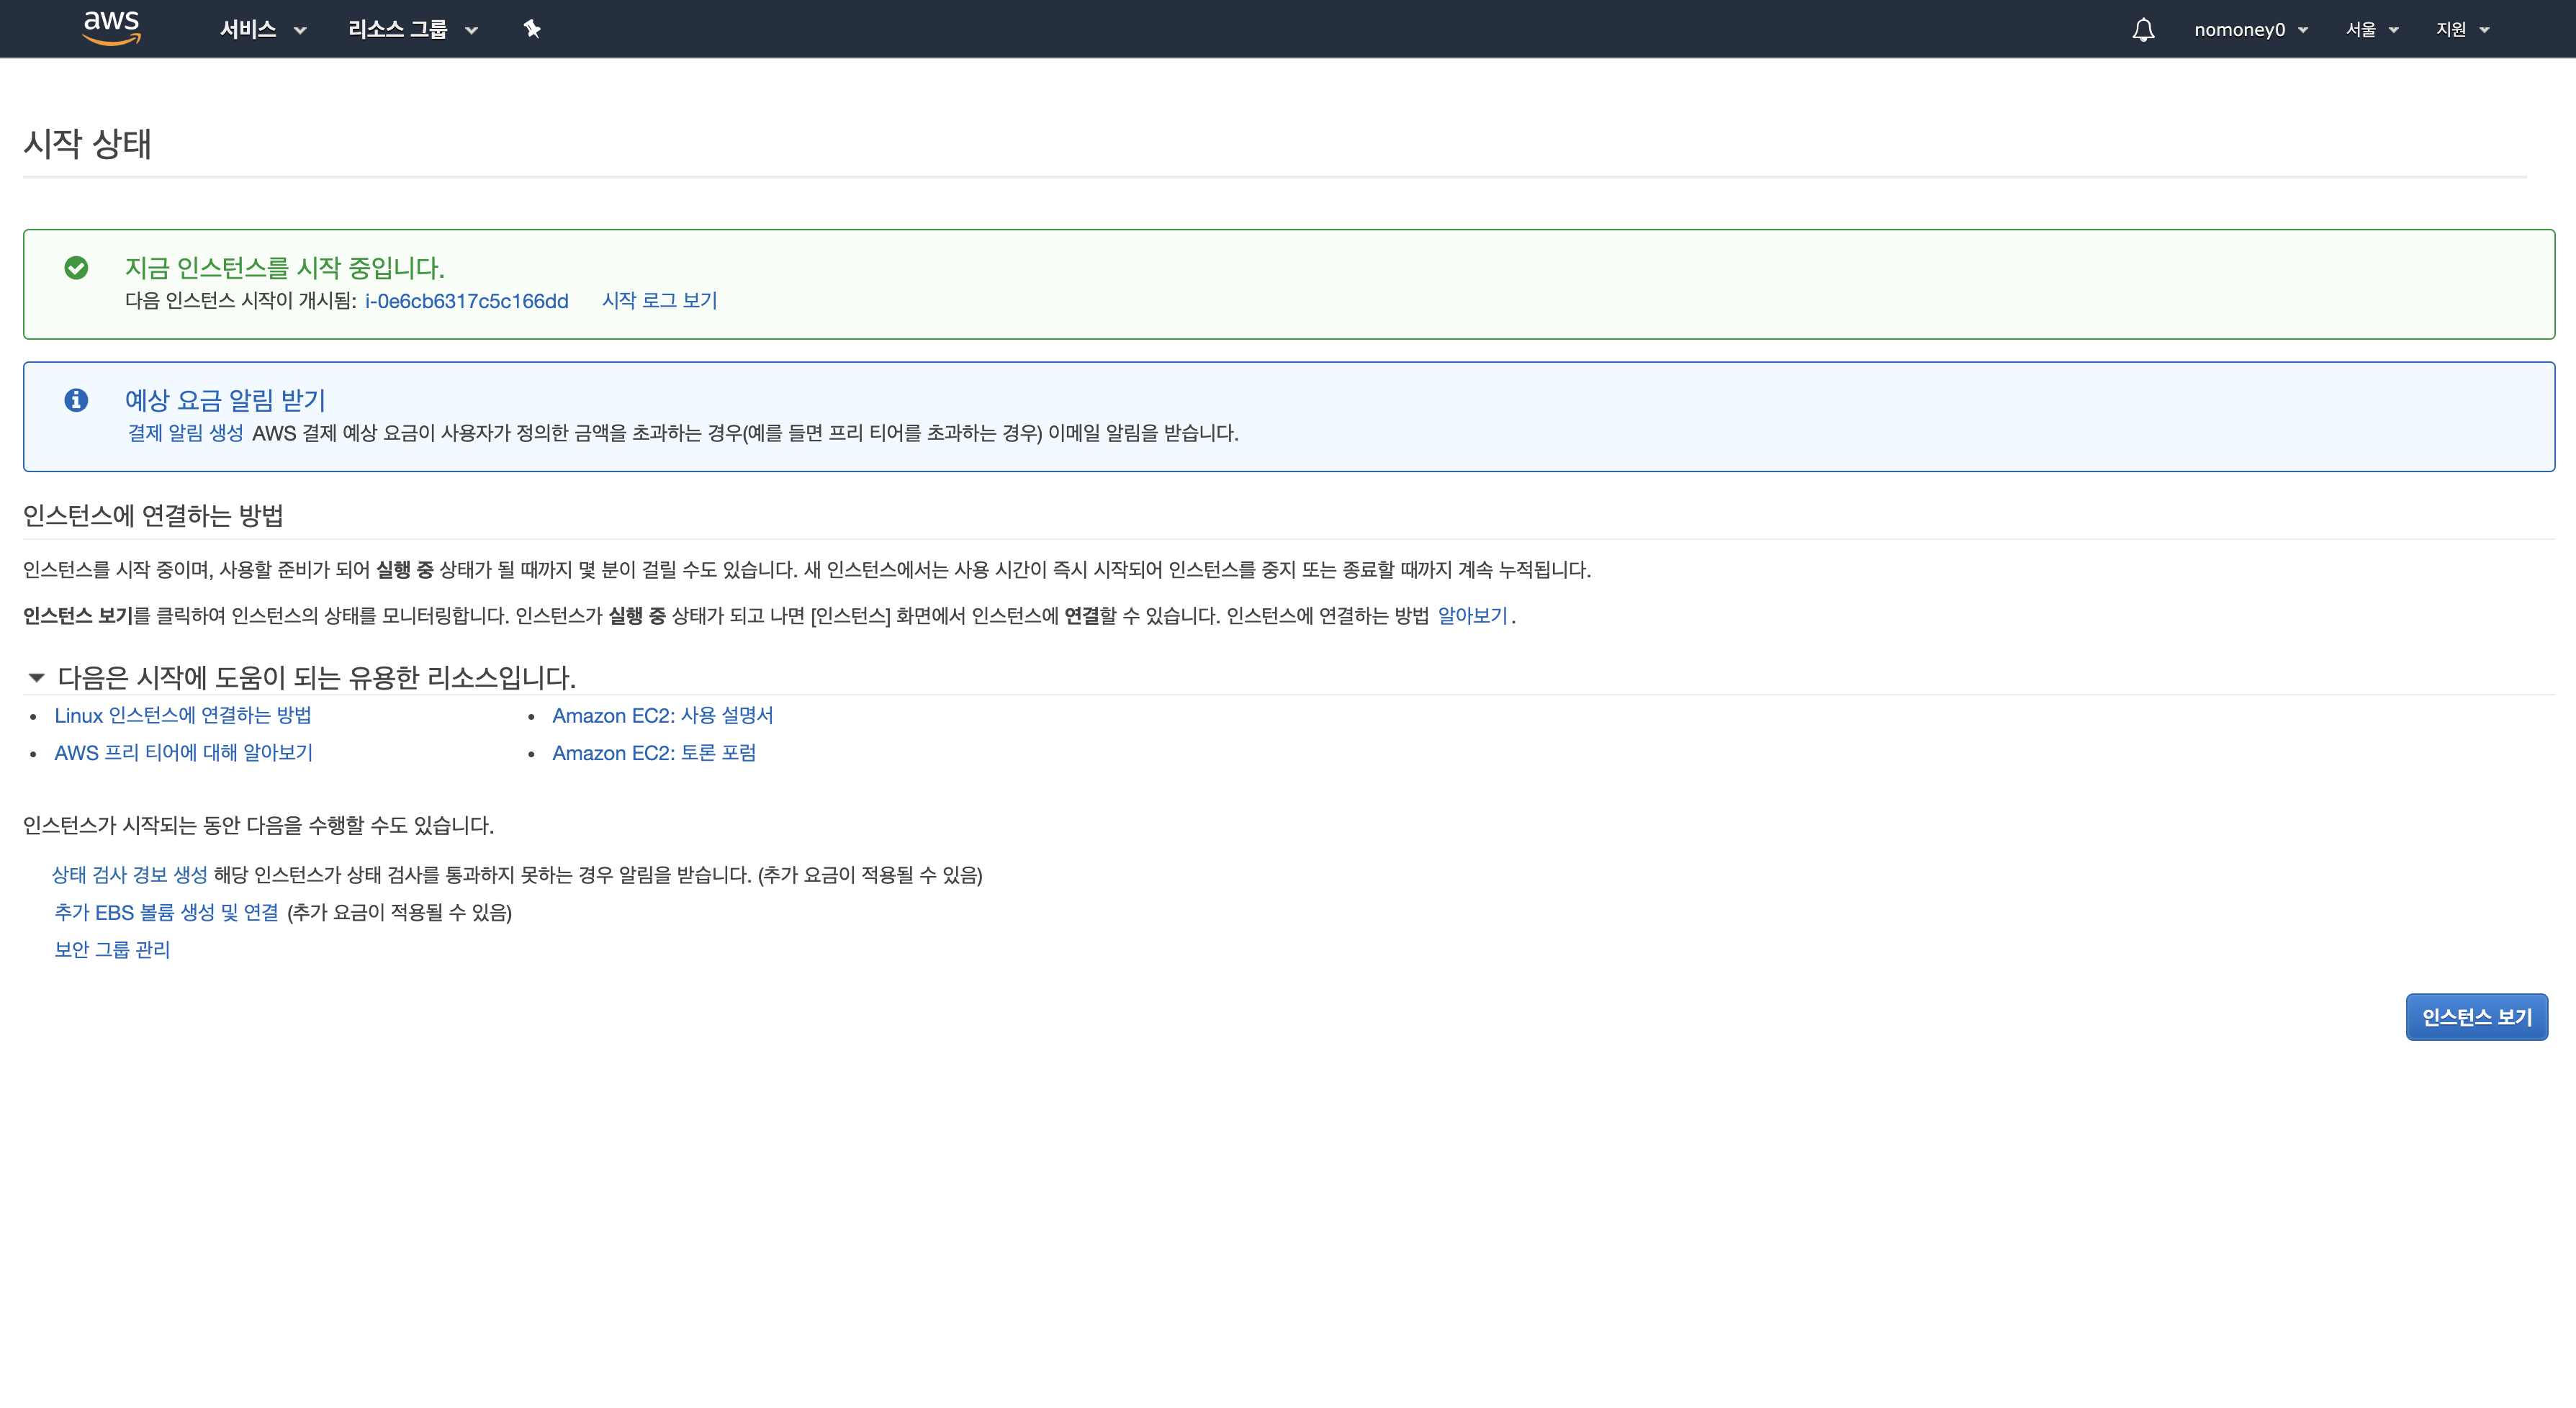 aws 서비스 리소스 그룹 nomoney0 서울 지원
시작 상태
지금 인스턴스를 시작 중입니다.
다음 인스턴스 시작이 개시됨: i-0e6cb6317c5c166dd 시작 로그 보기
예상 요금 알림 받기
결제 알림 생성 AWS 결제 예상 요금이 사용자가 정의한 금액을 초과하는 경우(예를 들면 프리 티어를 초과하는 경우) 이메일 알림을 받습니다.
인스턴스에 연결하는 방법
인스턴스를 시작 중이며, 사용할 준비가 되어 실행 중 상태가 될 때까지 몇 분이 걸릴 수도 있습니다. 새 인스턴스에서는 사용 시간이 즉시 시작되어 인스턴스를 중지 또는 종료할 때까지 계속 누적됩니다.
인스턴스 보기를 클릭하여 인스턴스의 상태를 모니터링합니다. 인스턴스가 실행 중 상태가 되고 나면 [인스턴스] 화면에서 인스턴스에 연결할 수 있습니다. 인스턴스에 연결하는 방법 알아보기.
다음은 시작에 도움이 되는 유용한 리소스입니다.
• Linux 인스턴스에 연결하는 방법 • Amazon EC2: 사용 설명서
• AWS 프리 티어에 대해 알아보기 • Amazon EC2: 토론 포럼
인스턴스가 시작되는 동안 다음을 수행할 수도 있습니다.
상태 검사 경보 생성 해당 인스턴스가 상태 검사를 통과하지 못하는 경우 알림을 받습니다. (추가 요금이 적용될 수 있음)
추가 EBS 볼륨 생성 및 연결 (추가 요금이 적용될 수 있음)
보안 그룹 관리
인스턴스 보기